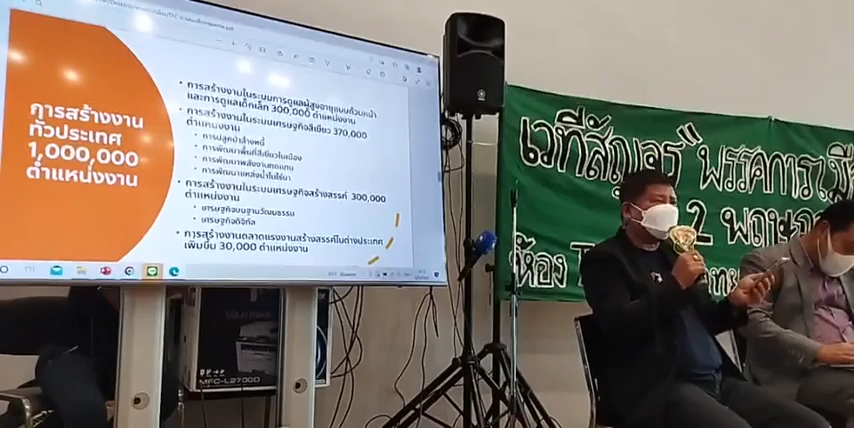 การสร้างงาน
ทั่วประเทศ
1,000,000
ตำแหน่งงาน
• การสร้างงานในระบบการดูแลผู้สูงอายุแบบถ้วนหน้า
และการดูแลเด็กเล็ก 300,000 ตำแหน่งงาน
• การสร้างงานในระบบเศรษฐกิจสีเขียว 370,000
ตำแหน่งงาน
• การปลูกป่าล้างหนี้
• การพัฒนาพื้นที่สีเขียวในเมือง
• การพัฒนาพลังงานทดแทน
• การพัฒนาแหล่งน้ำในไร่นา
• การสร้างงานในระบบเศรษฐกิจสร้างสรรค์ 300,000
ตำแหน่งงาน
• เศรษฐกิจบนฐานวัฒนธรรม
• เศรษฐกิจดิจิทัล
• การสร้างงานตลาดแรงงานสร้างสรรค์ในต่างประเทศ
เพิ่มขึ้น 30,000 ตำแหน่งงาน
เวทีสัญจร "พรรคการเมือ
2 พฤษ
ห้อง
MFC-L2700D